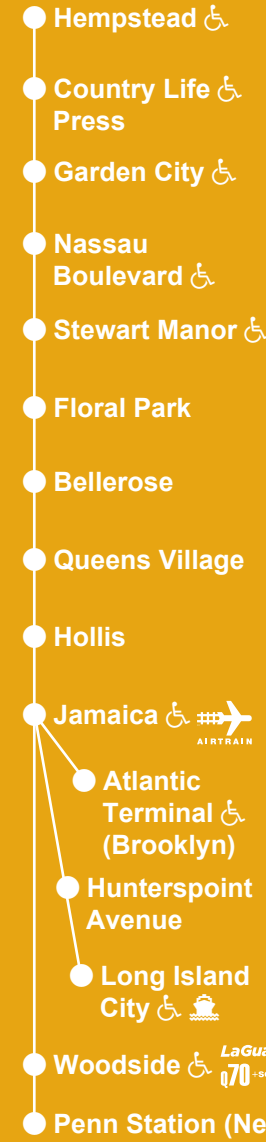 Hempstead
Country Life
Press
Garden City
Nassau
Boulevard
Stewart Manor
Floral Park
Bellerose
Queens Village
Hollis
Jamaica
AIRTRAIN
Atlantic
Terminal
(Brooklyn)
Hunterspoint
Avenue
Long Island
City
Woodside
Q70
Penn Station